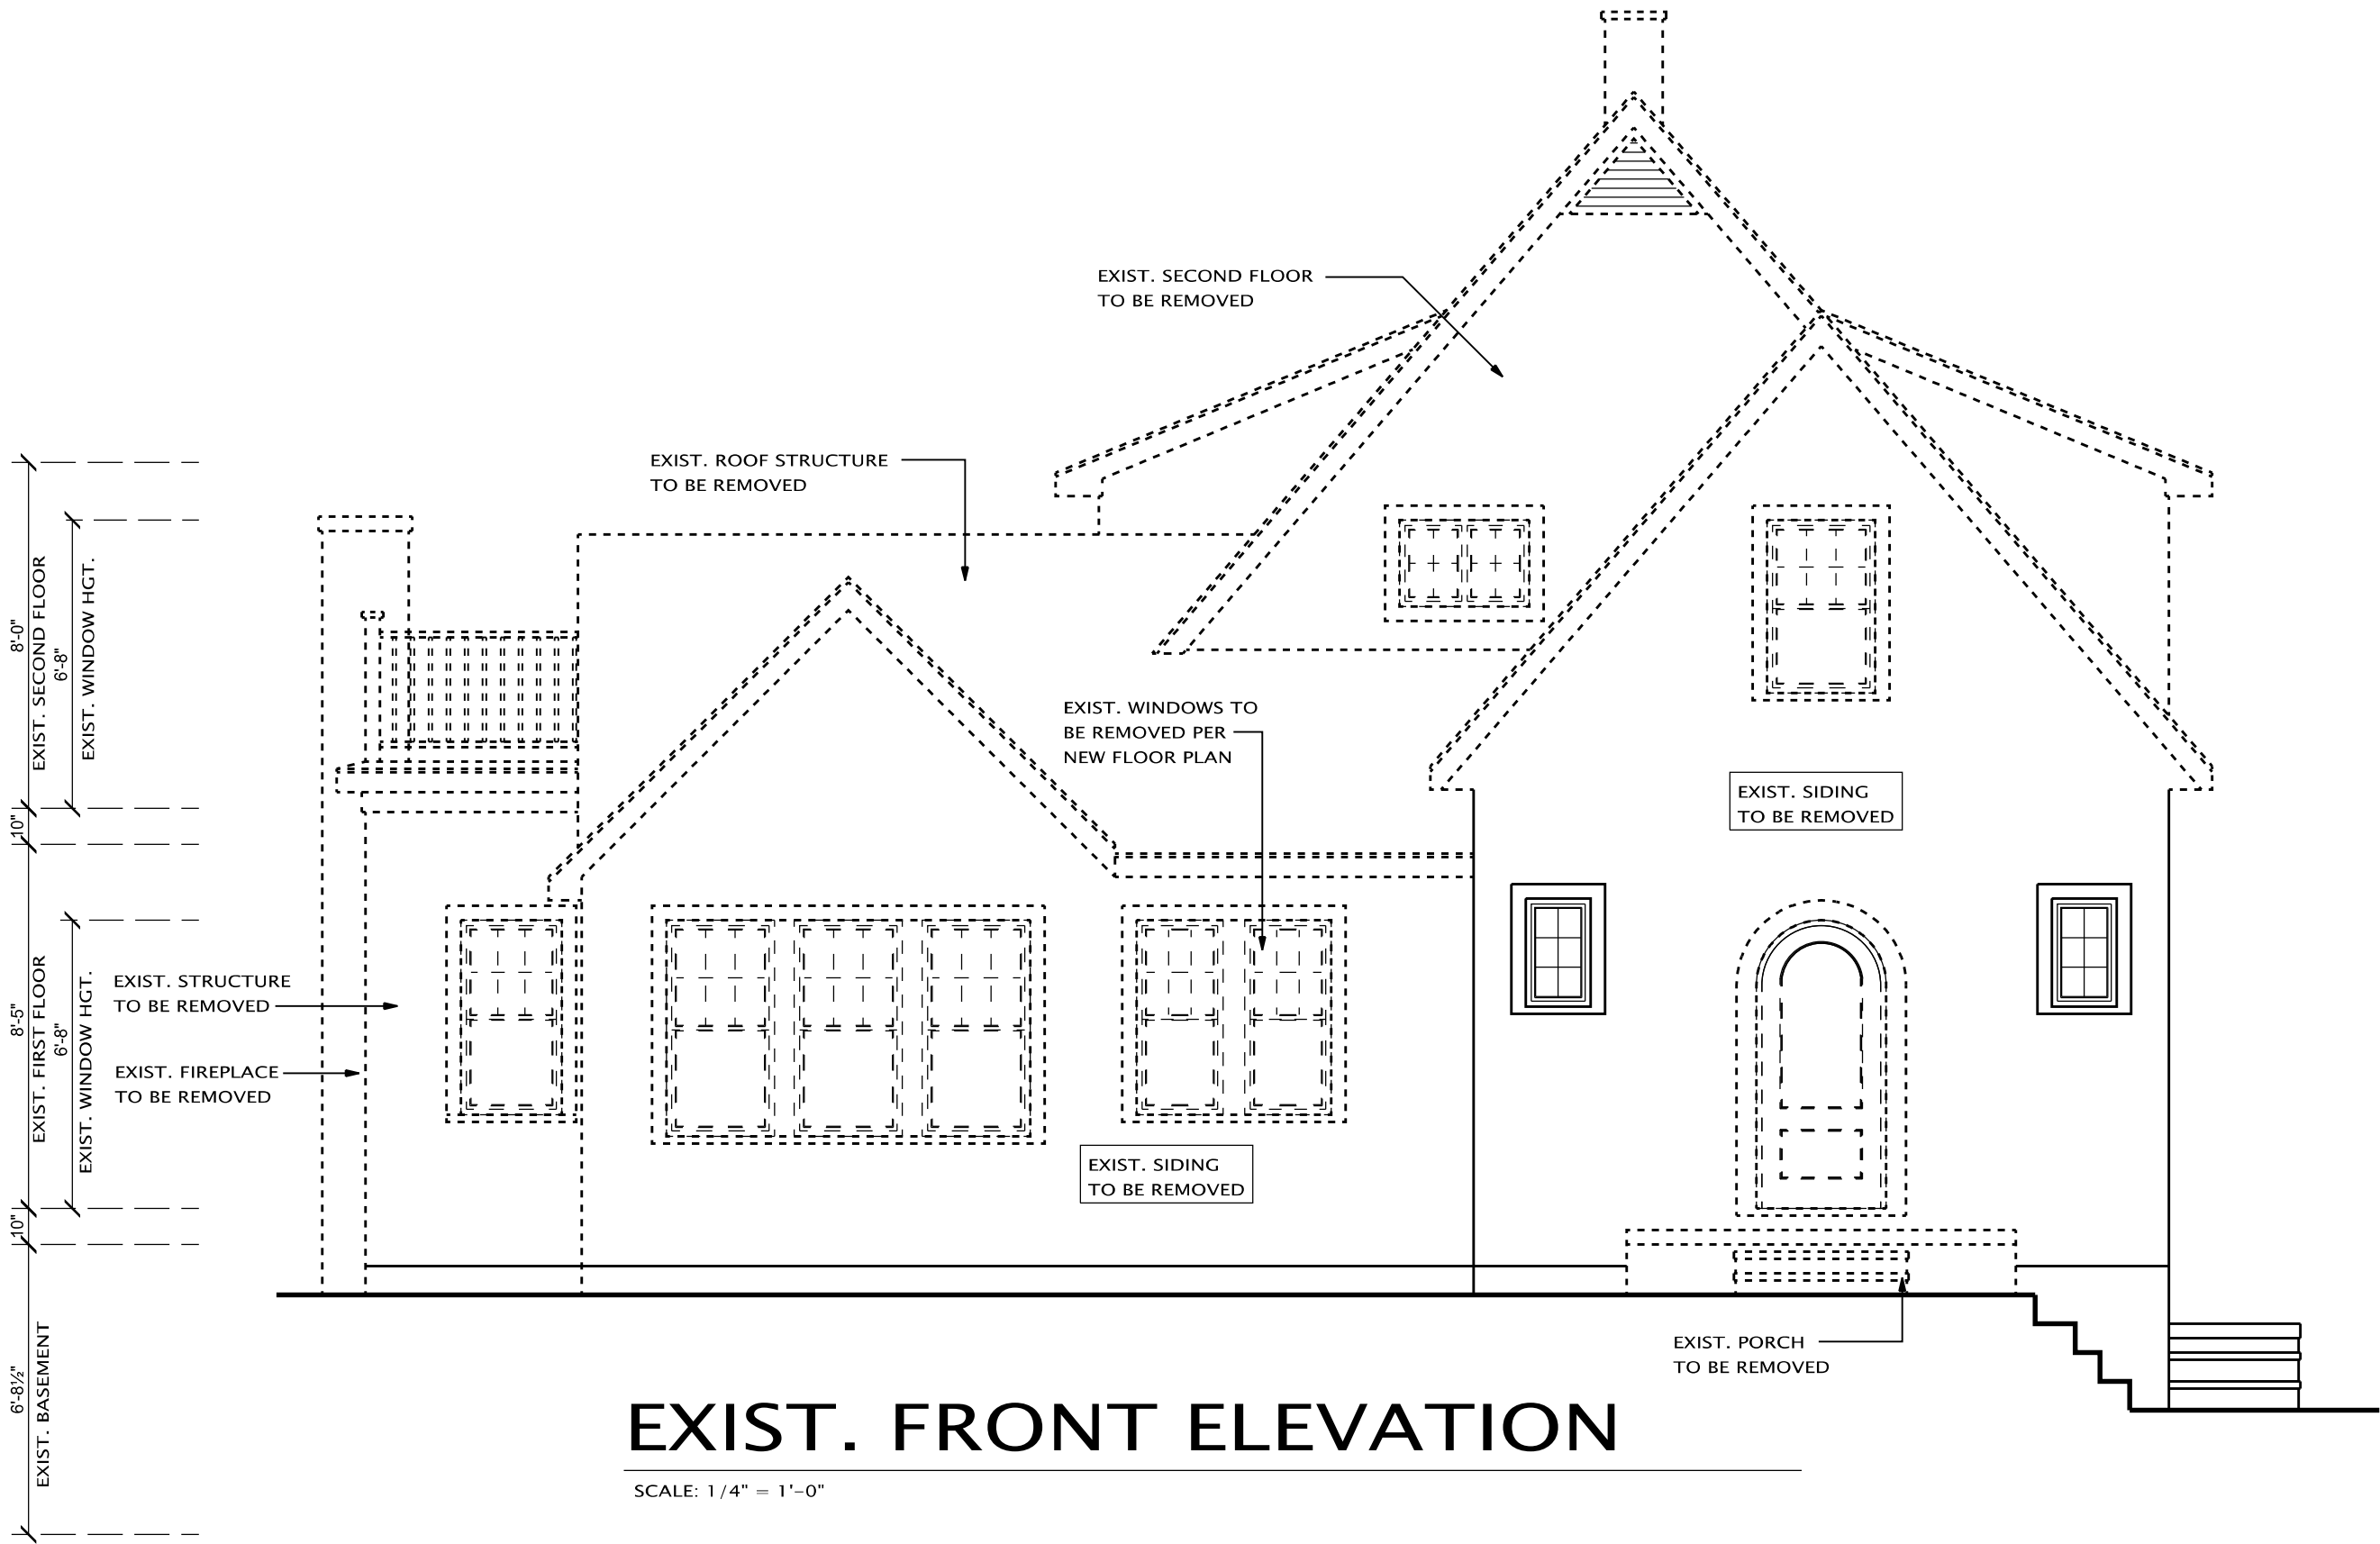 EXIST. SECOND FLOOR
TO BE REMOVED
EXIST. ROOF STRUCTURE
TO BE REMOVED
EXIST. WINDOWS TO
BE REMOVED PER
NEW FLOOR PLAN
EXIST. SIDING
TO BE REMOVED
8'-0"
EXIST. SECOND FLOOR
6'-8"
EXIST. WINDOW HGT.
10"
8'-5"
EXIST. FIRST FLOOR
6'-8"
EXIST. WINDOW HGT.
EXIST. STRUCTURE
TO BE REMOVED
EXIST. FIREPLACE
TO BE REMOVED
EXIST. SIDING
TO BE REMOVED
10"
6'-8½"
EXIST. BASEMENT
EXIST. PORCH
TO BE REMOVED
EXIST. FRONT ELEVATION
SCALE: 1/4" = 1'-0"